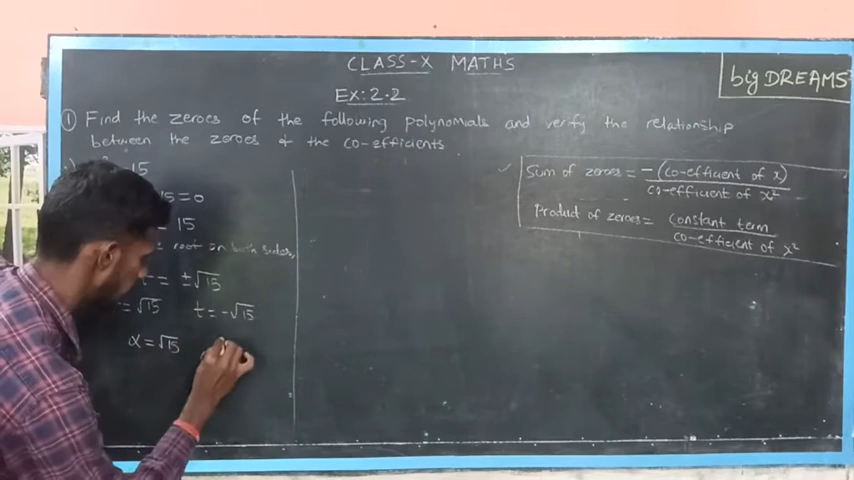 CLASS-X MATHS
big DREAMS
EX: 2.2
① Find the zeroes of the following polynomials and verify the relationship
between the zeroes & the co-efficients
15
15=0
15
root on both sides,
t = ±√15
= √15 t = -√15
α = √15
Sum of zeroes = -(co-efficient of x)
co-efficient of x²
Product of zeroes = constant term
co-efficient of x²